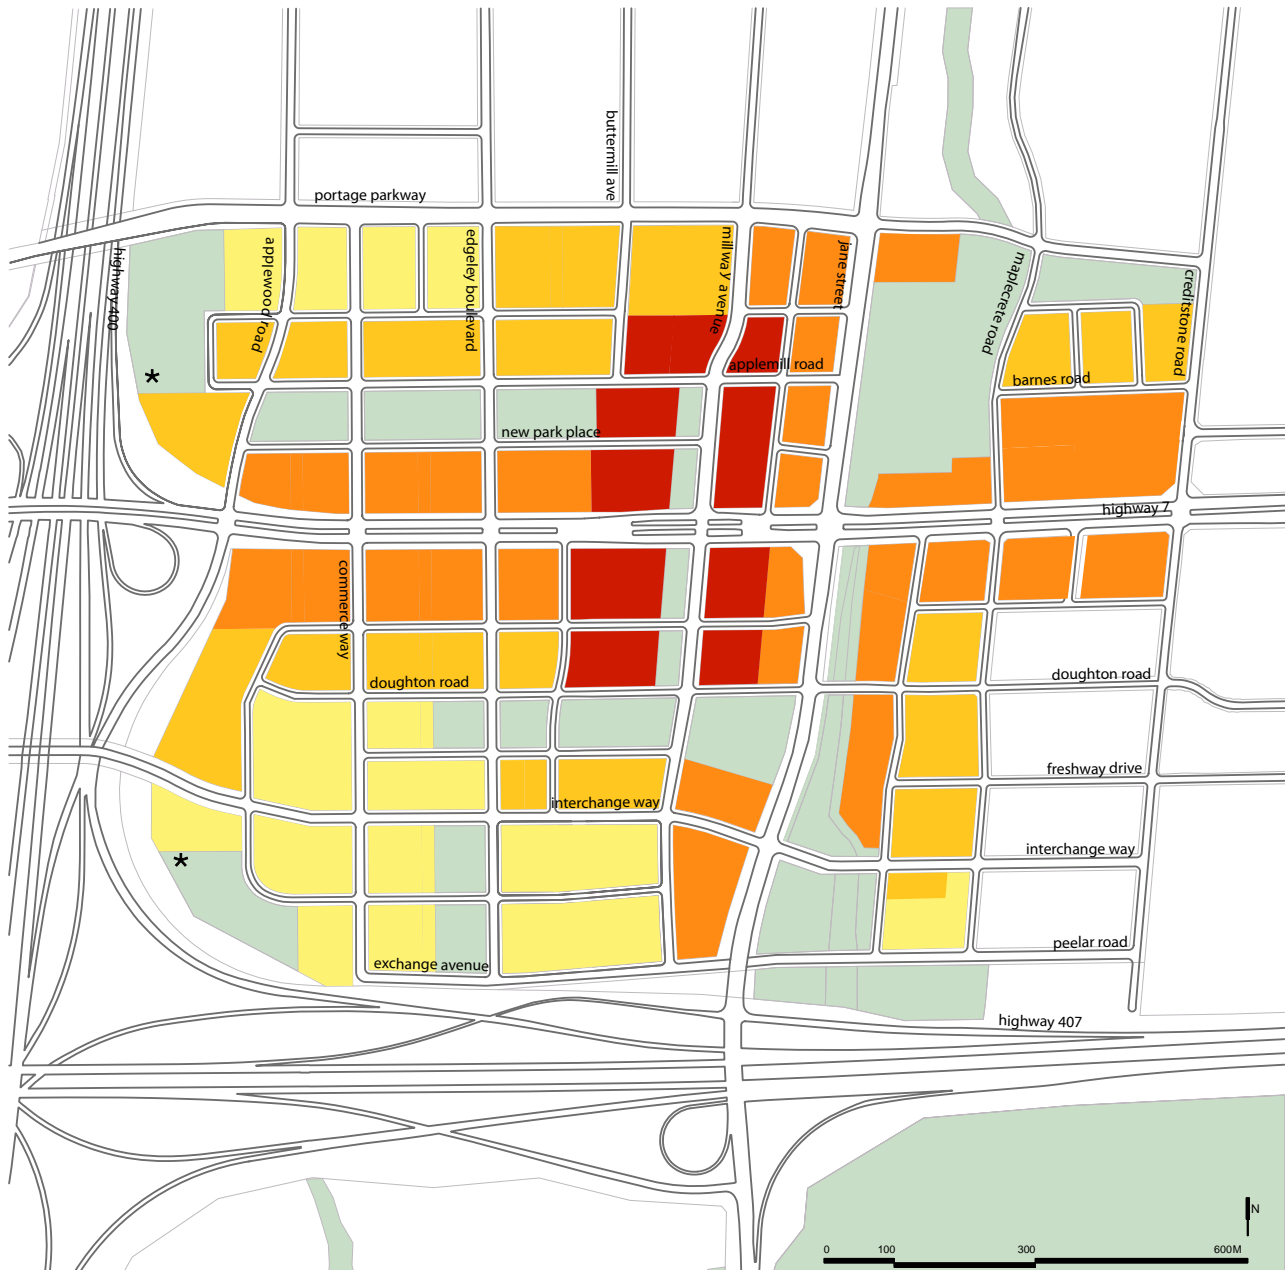 buttermill ave
portage parkway
highway 400
applewood road
edgeley boulevard
millway avenue
jane street
maplecrete road
creditstone road
*
applemill road
barnes road
new park place
highway 7
commerce way
doughton road
doughton road
freshway drive
interchange way
interchange way
*
peelar road
exchange avenue
highway 407
N
0 100 300 600M